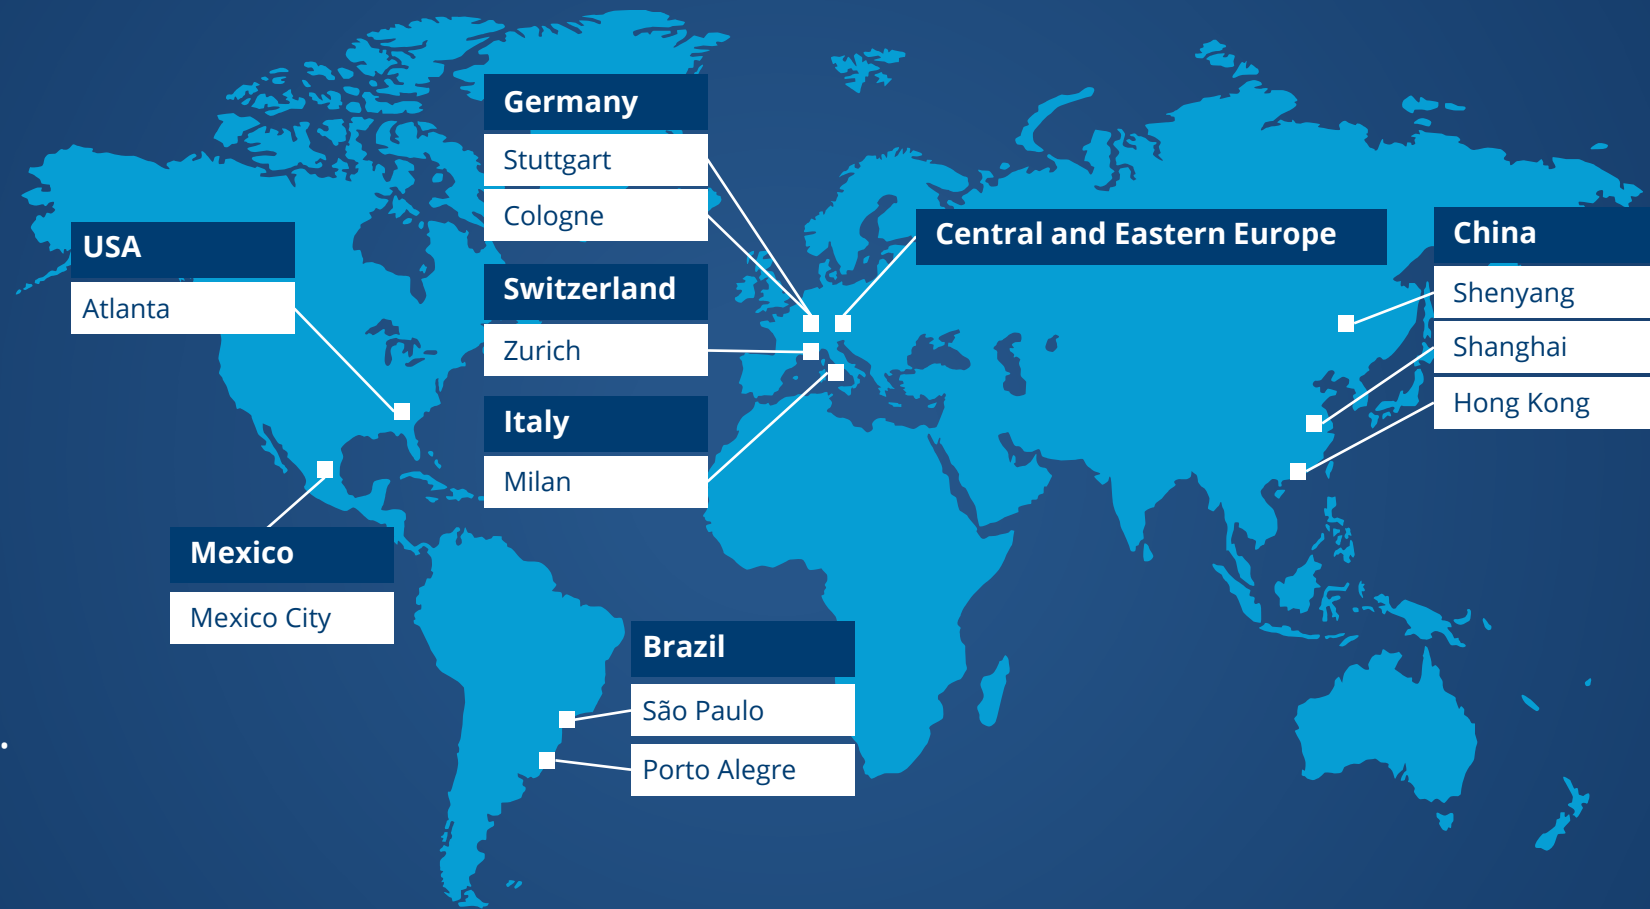 Germany
Stuttgart
Cologne
Switzerland
Zurich
Italy
Milan
USA
Atlanta
Mexico
Mexico City
Brazil
São Paulo
Porto Alegre
Central and Eastern Europe
China
Shenyang
Shanghai
Hong Kong
.